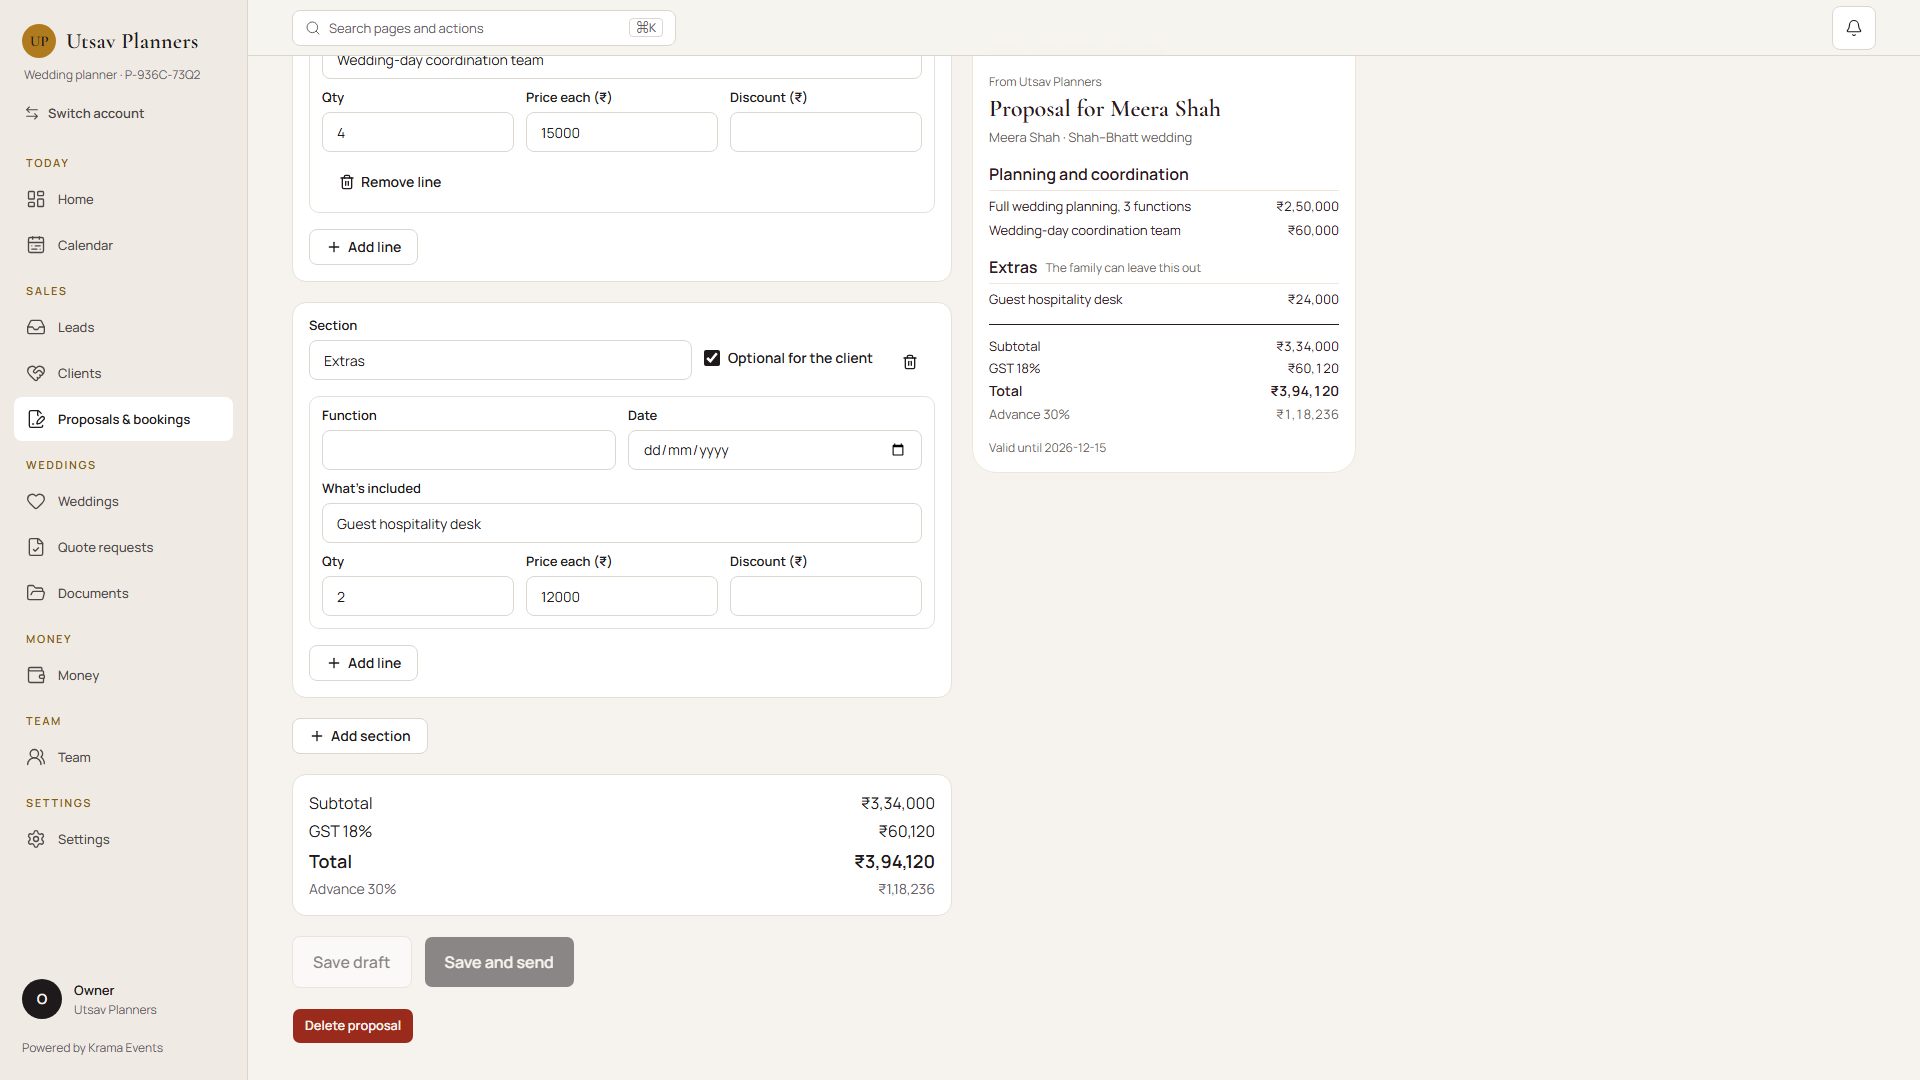 UP Utsav Planners
Wedding planner · P-936C-73Q2
Switch account
TODAY
Home
Calendar
SALES
Leads
Clients
Proposals & bookings
WEDDINGS
Weddings
Quote requests
Documents
MONEY
Money
TEAM
Team
SETTINGS
Settings
O Owner
Utsav Planners
Powered by Krama Events
Search pages and actions ⌘K
Wedding-day coordination team
Qty Price each (₹) Discount (₹)
4 15000
Remove line
+ Add line
Section
Extras Optional for the client
Function Date
dd/mm/yyyy
What's included
Guest hospitality desk
Qty Price each (₹) Discount (₹)
2 12000
+ Add line
+ Add section
Subtotal ₹3,34,000
GST 18% ₹60,120
Total ₹3,94,120
Advance 30% ₹1,18,236
Save draft Save and send
Delete proposal
From Utsav Planners
Proposal for Meera Shah
Meera Shah · Shah–Bhatt wedding
Planning and coordination
Full wedding planning, 3 functions ₹2,50,000
Wedding-day coordination team ₹60,000
Extras The family can leave this out
Guest hospitality desk ₹24,000
Subtotal ₹3,34,000
GST 18% ₹60,120
Total ₹3,94,120
Advance 30% ₹1,18,236
Valid until 2026-12-15